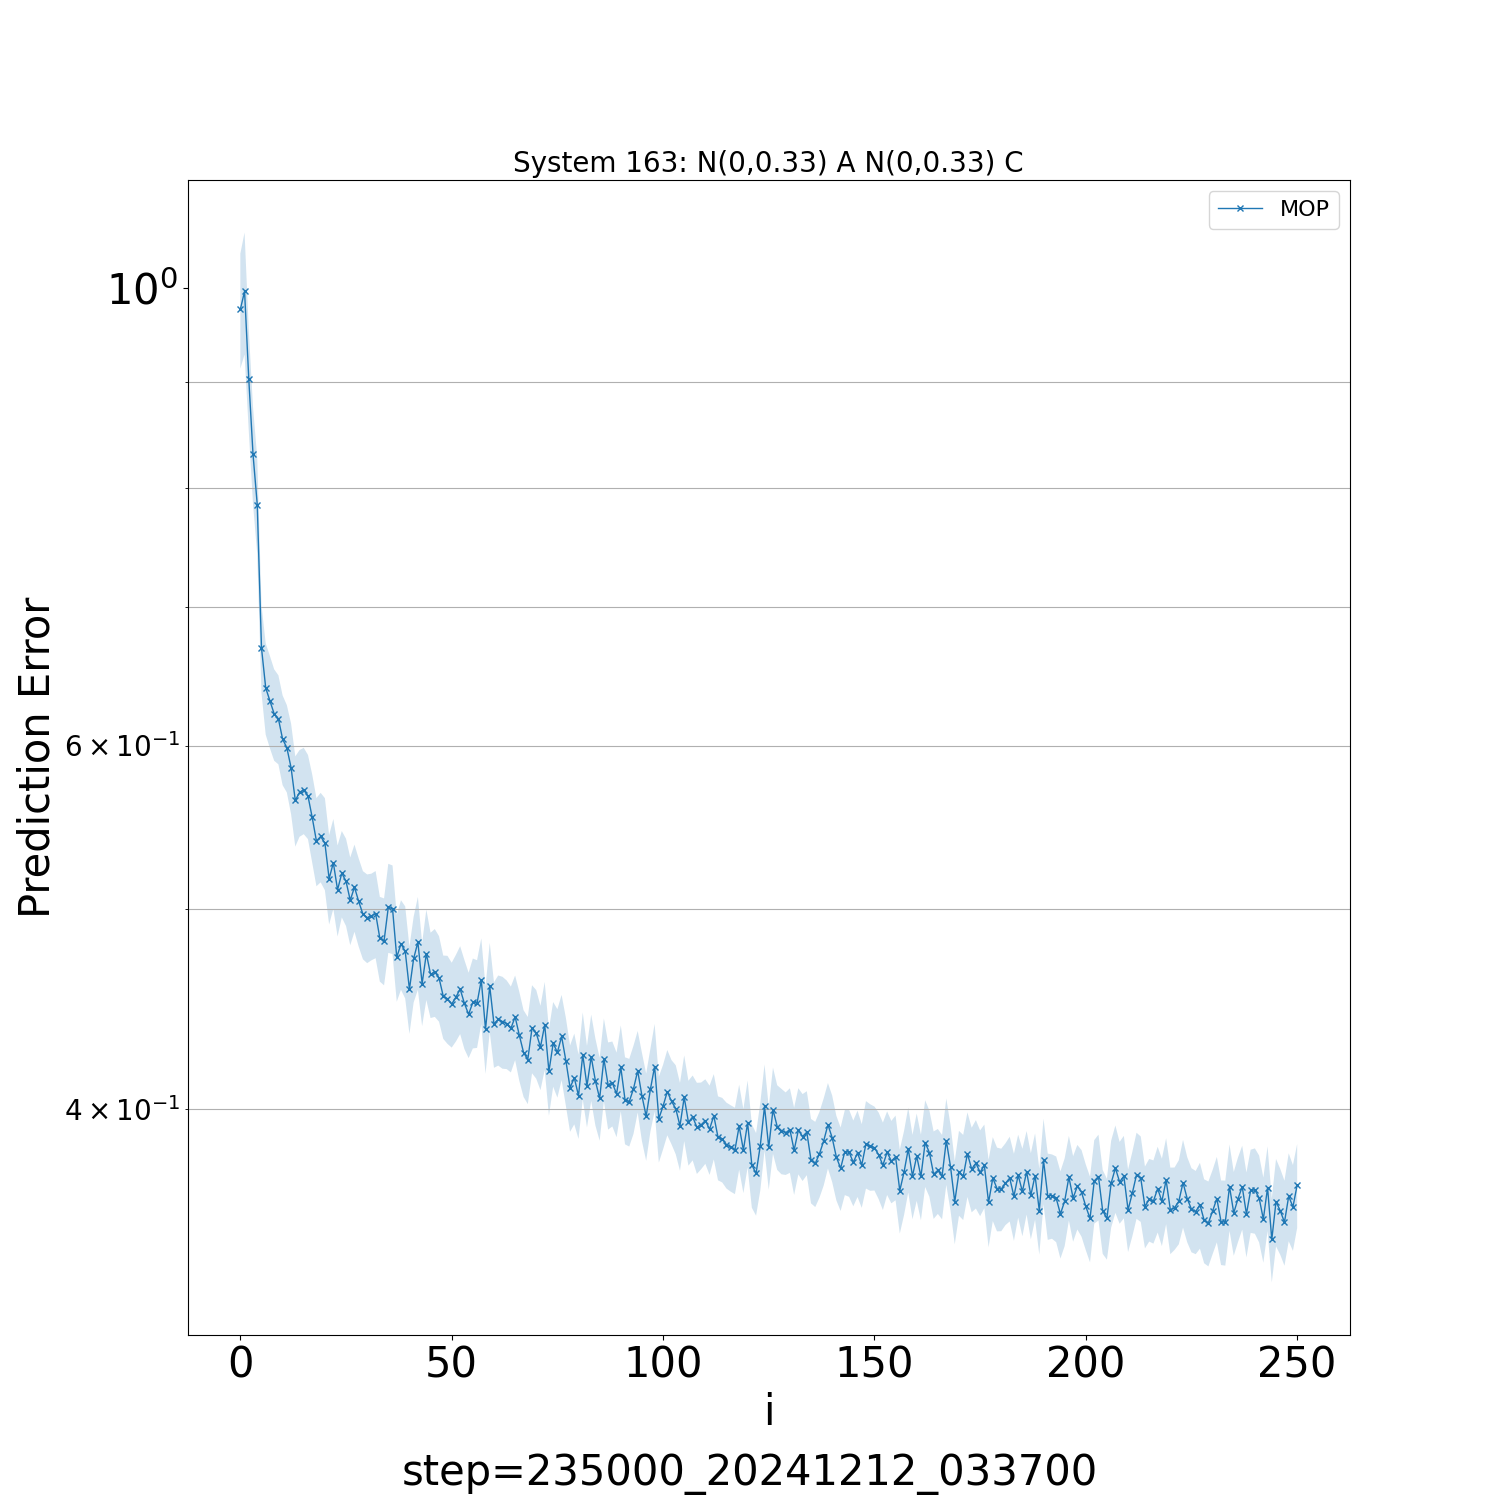 System 163: N(0,0.33) A N(0,0.33) C
MOP
10⁰
6 × 10⁻¹
4 × 10⁻¹
Prediction Error
0 50 100 150 200 250
i
step=235000_20241212_033700